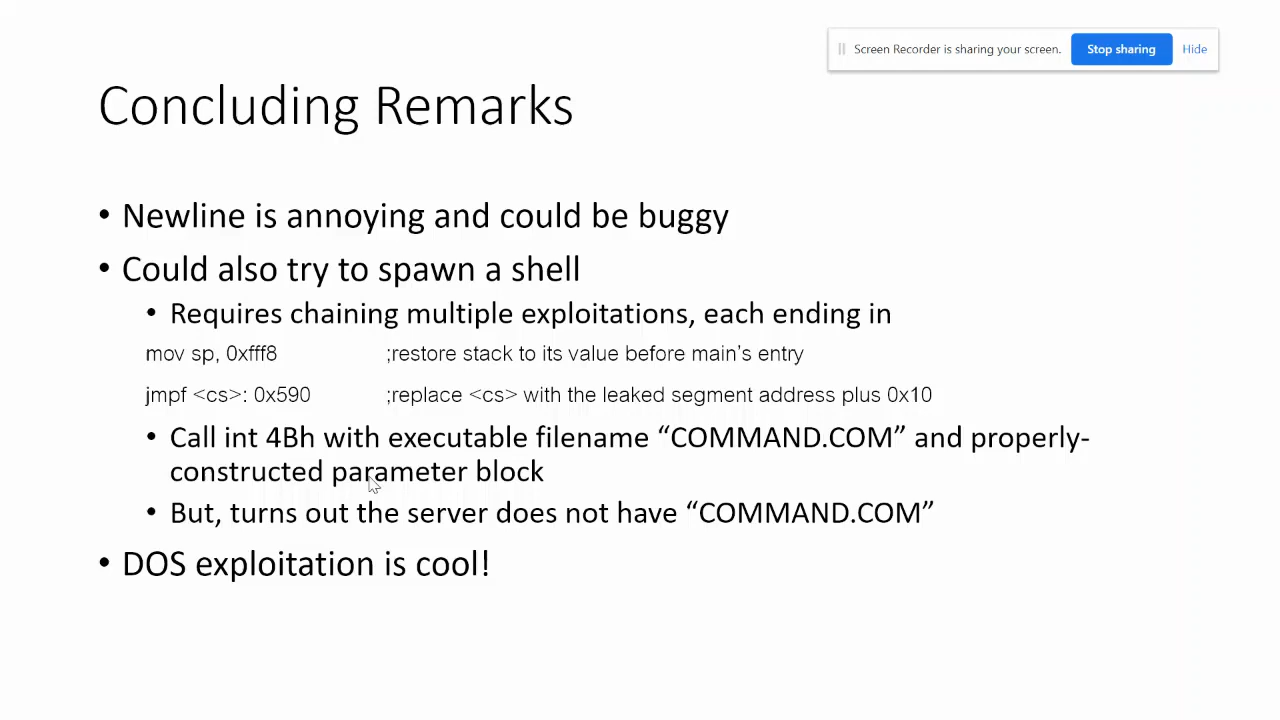 Screen Recorder is sharing your screen. Stop sharing Hide
Concluding Remarks
• Newline is annoying and could be buggy
• Could also try to spawn a shell
• Requires chaining multiple exploitations, each ending in
mov sp, 0xfff8 ;restore stack to its value before main's entry
jmpf <cs>: 0x590 ;replace <cs> with the leaked segment address plus 0x10
• Call int 4Bh with executable filename “COMMAND.COM” and properly-
constructed parameter block
• But, turns out the server does not have “COMMAND.COM”
• DOS exploitation is cool!